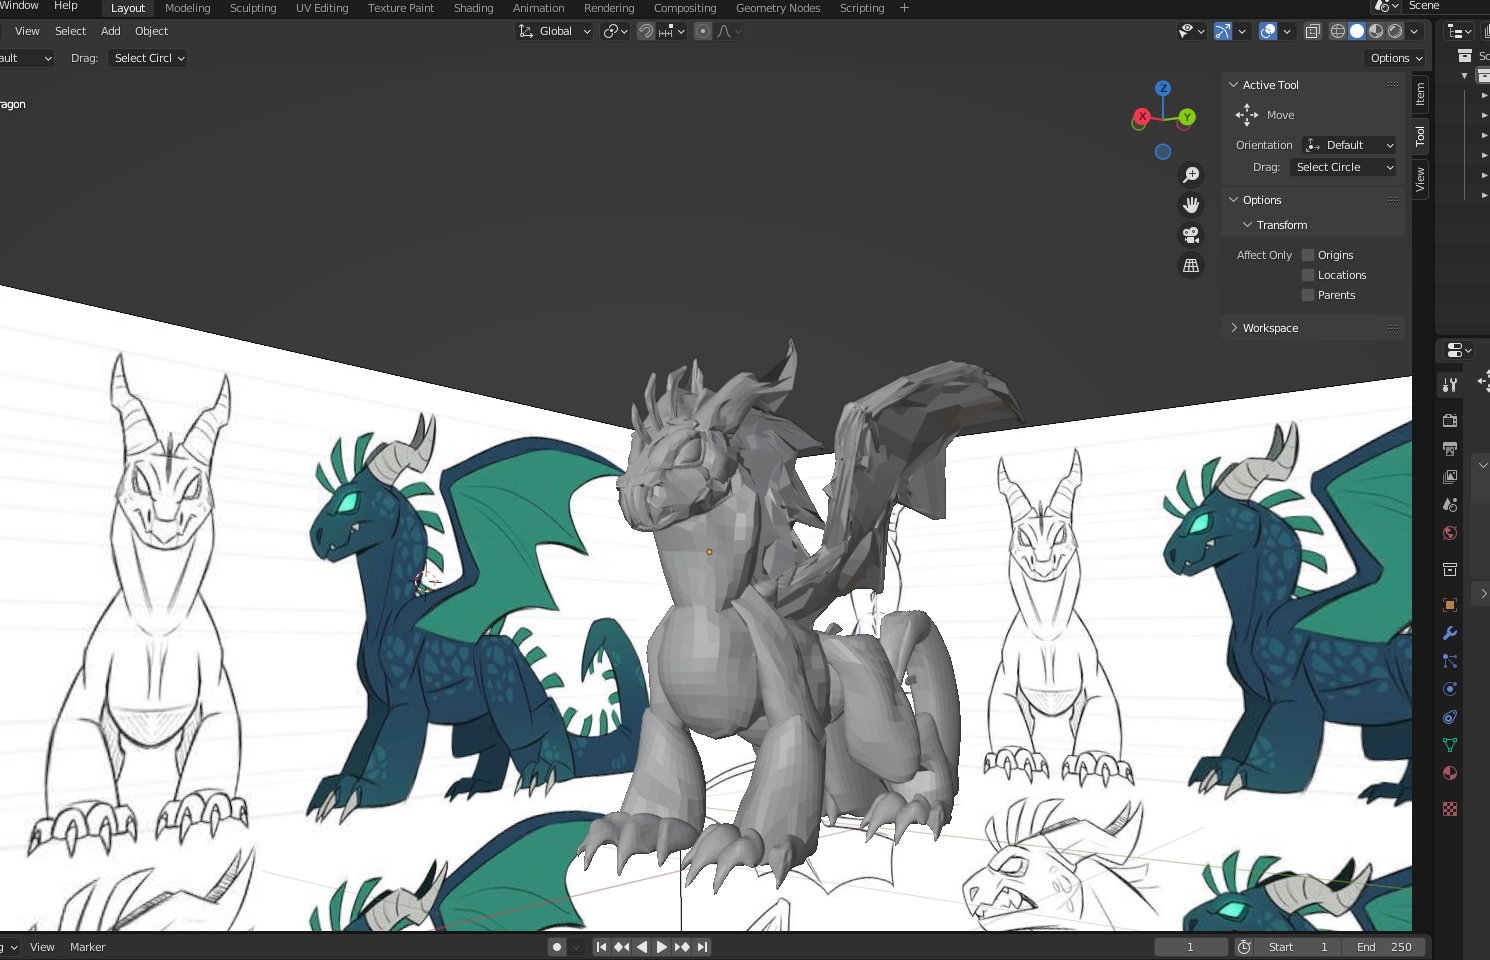 Window Help Layout Modeling Sculpting UV Editing Texture Paint Shading Animation Rendering Compositing Geometry Nodes Scripting + Scene
View Select Add Object Global
ault Drag: Select Circl Options
ragon
Z
X Y
Active Tool
Move
Orientation Default
Drag: Select Circle
Options
Transform
Affect Only Origins
Locations
Parents
Workspace
Item
Tool
View
Sc
g View Marker 1 Start 1 End 250